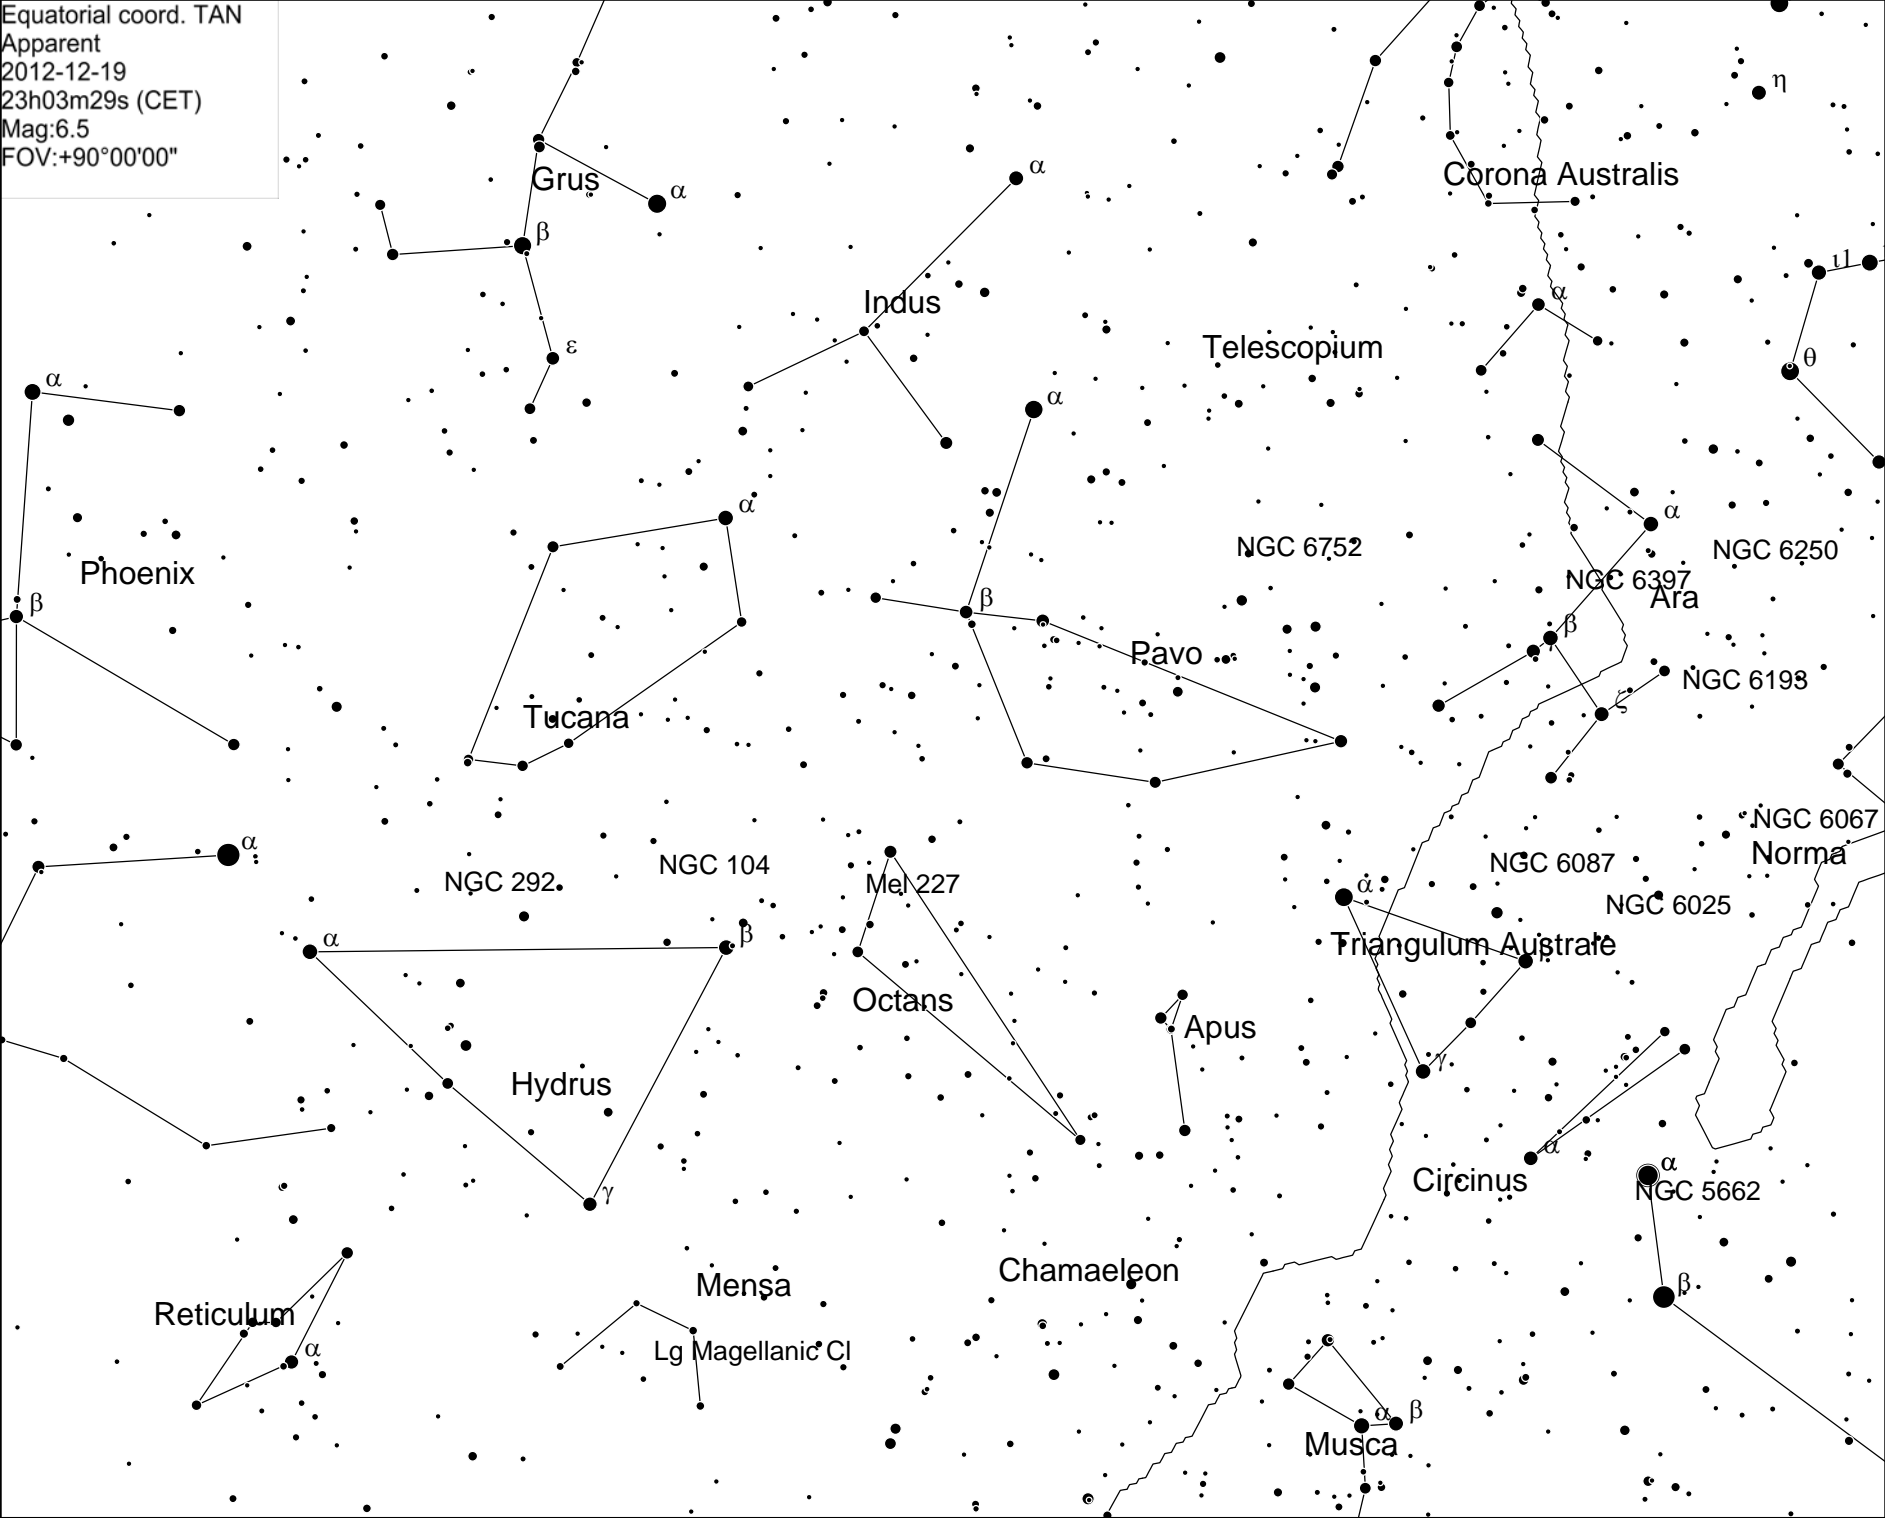 Equatorial coord. TAN
Apparent
2012-12-19
23h03m29s (CET)
Mag:6.5
FOV:+90°00'00"
η
Grus
α
α
Corona Australis
β
ι1
Indus
α
Telescopium
ε
θ
α
α
α
α
NGC 6752
NGC 6250
Phoenix
NGC 6397
Ara
β
β
β
Pavo
NGC 6193
ζ
Tucana
NGC 6067
α
NGC 292
NGC 104
Mel 227
α
NGC 6087
Norma
NGC 6025
α
β
Triangulum Australe
β
Octans
Apus
γ
Hydrus
α
Circinus
α
NGC 5662
γ
Chamaeleon
Mensa
β
Reticulum
α
Lg Magellanic Cl
α
β
Musca